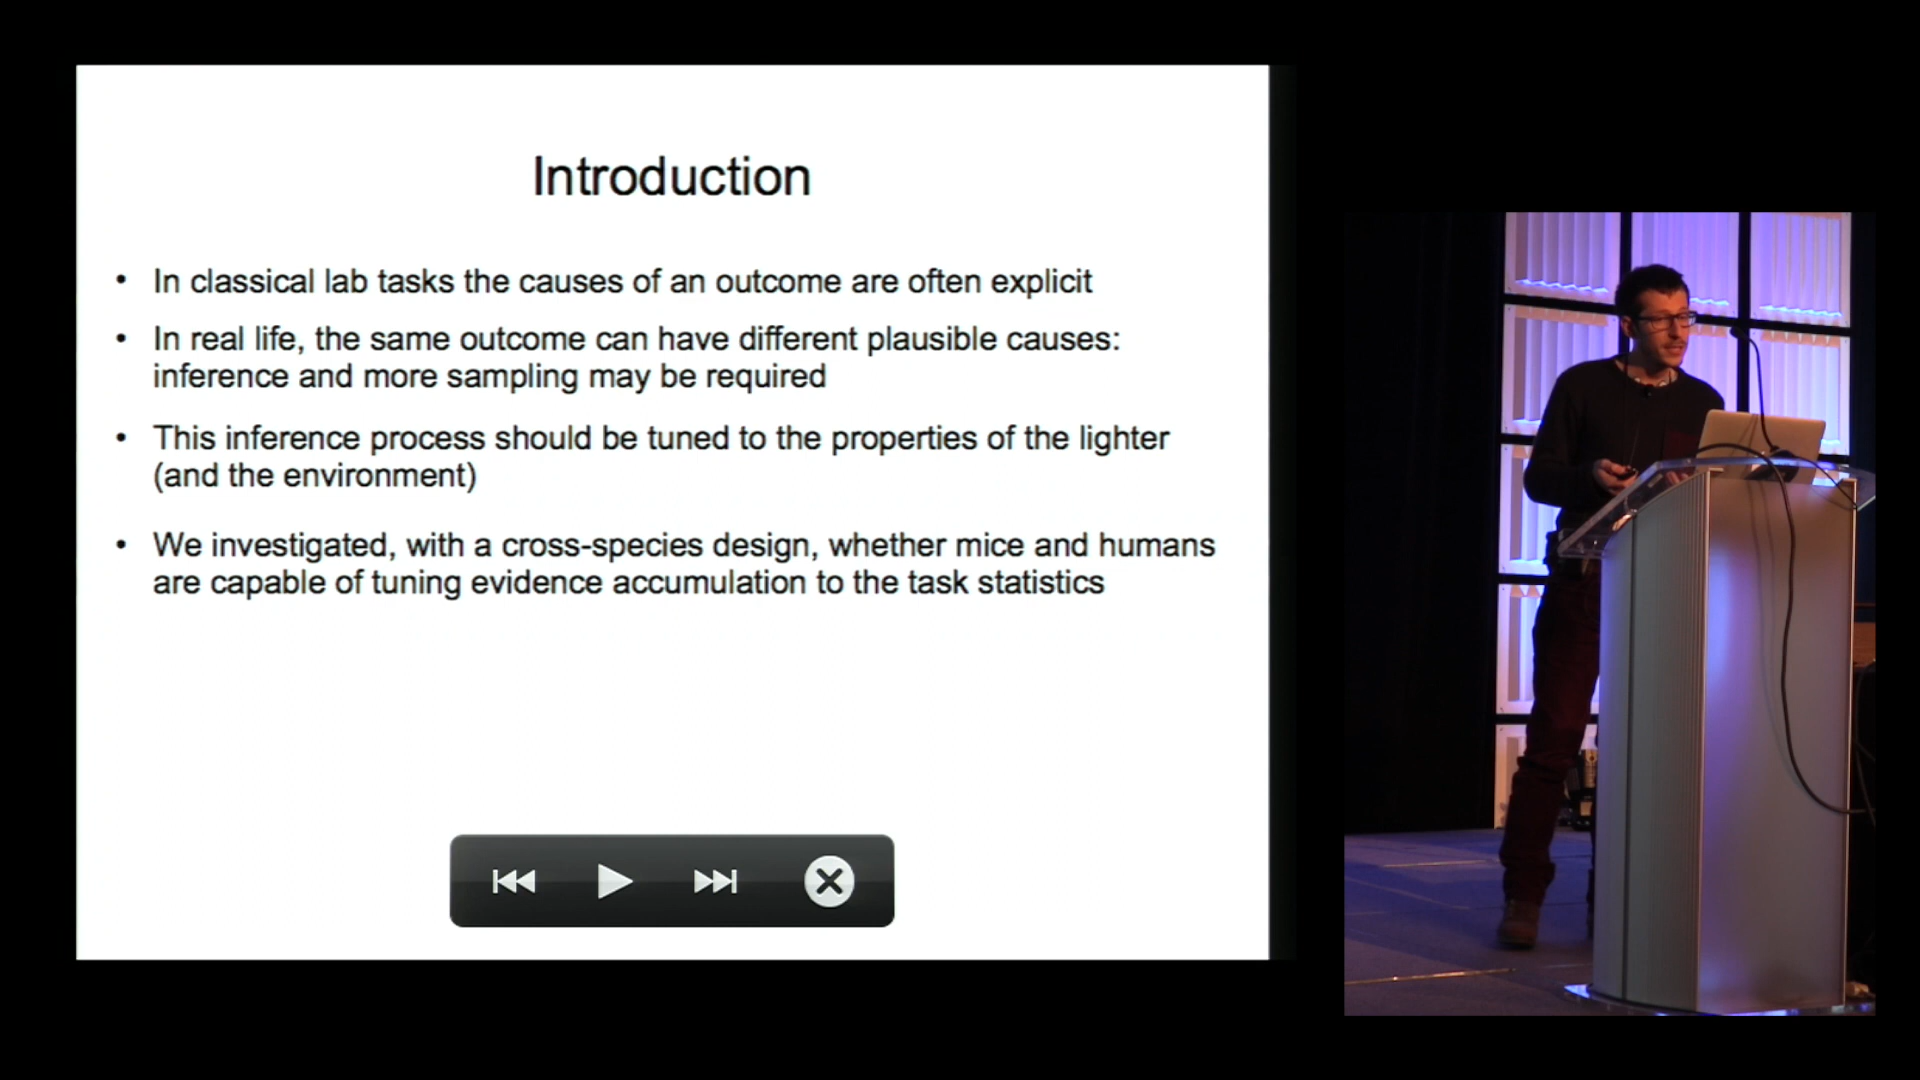 Introduction
• In classical lab tasks the causes of an outcome are often explicit
• In real life, the same outcome can have different plausible causes:
inference and more sampling may be required
• This inference process should be tuned to the properties of the lighter
(and the environment)
• We investigated, with a cross-species design, whether mice and humans
are capable of tuning evidence accumulation to the task statistics